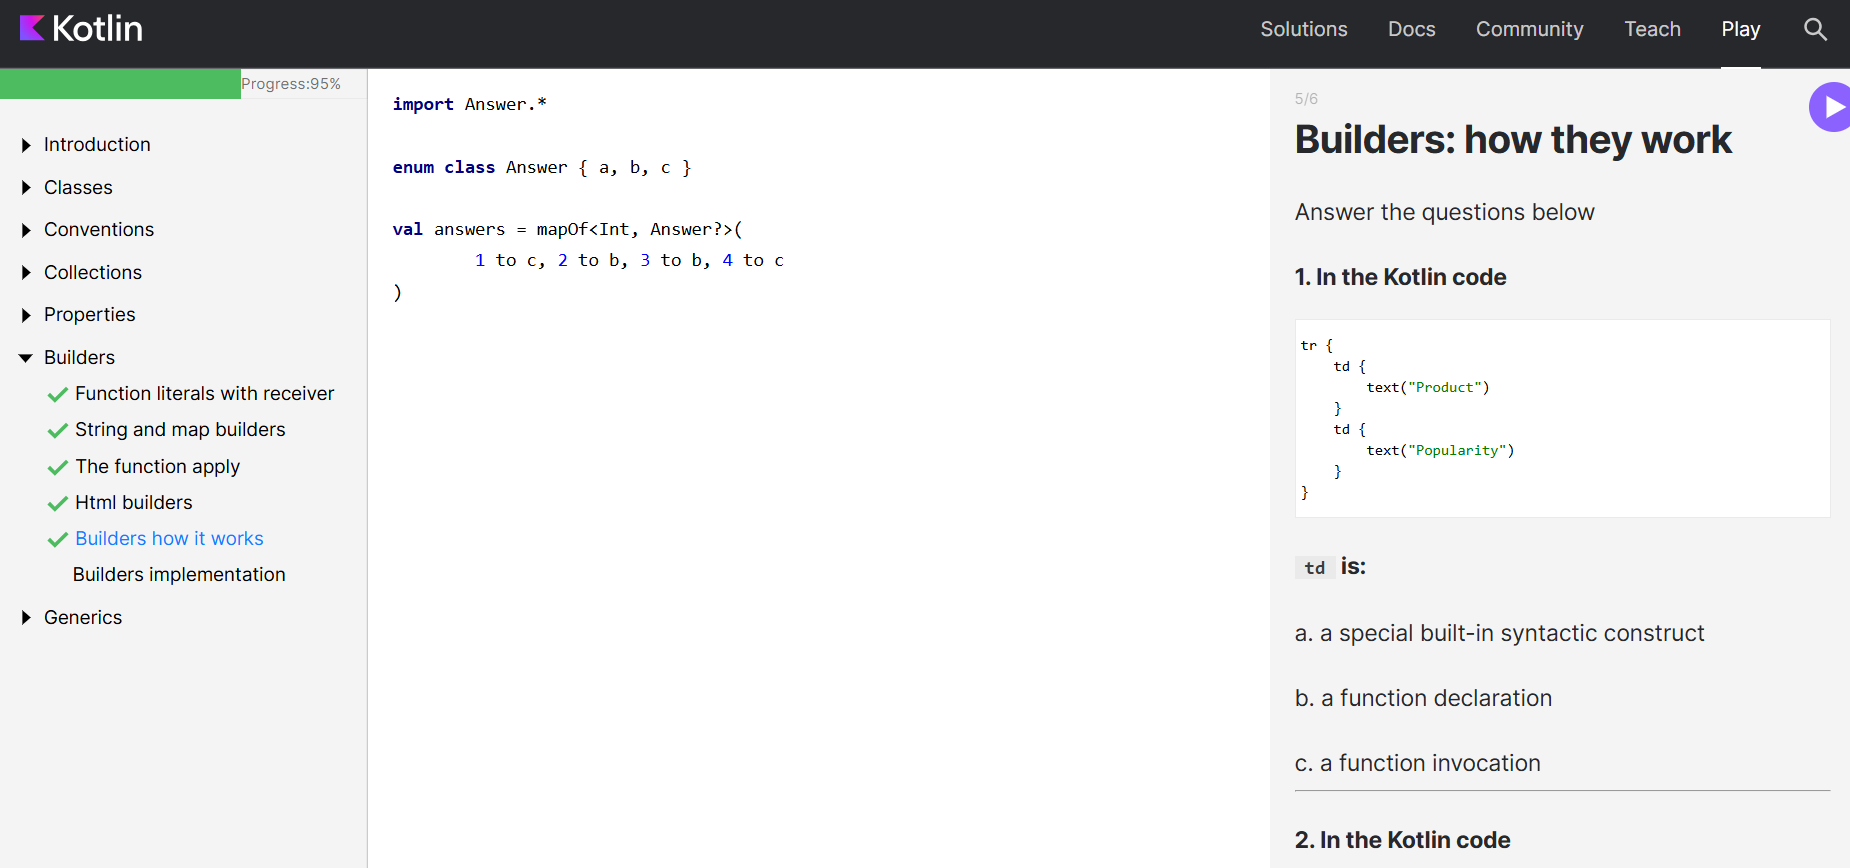 Kotlin
Solutions Docs Community Teach Play
Progress:95%
Introduction
Classes
Conventions
Collections
Properties
Builders
Function literals with receiver
String and map builders
The function apply
Html builders
Builders how it works
Builders implementation
Generics
import Answer.*
enum class Answer { a, b, c }
val answers = mapOf<Int, Answer?>(
1 to c, 2 to b, 3 to b, 4 to c
)
5/6
Builders: how they work
Answer the questions below
1. In the Kotlin code
tr {
td {
text("Product")
}
td {
text("Popularity")
}
}
td is:
a. a special built-in syntactic construct
b. a function declaration
c. a function invocation
2. In the Kotlin code